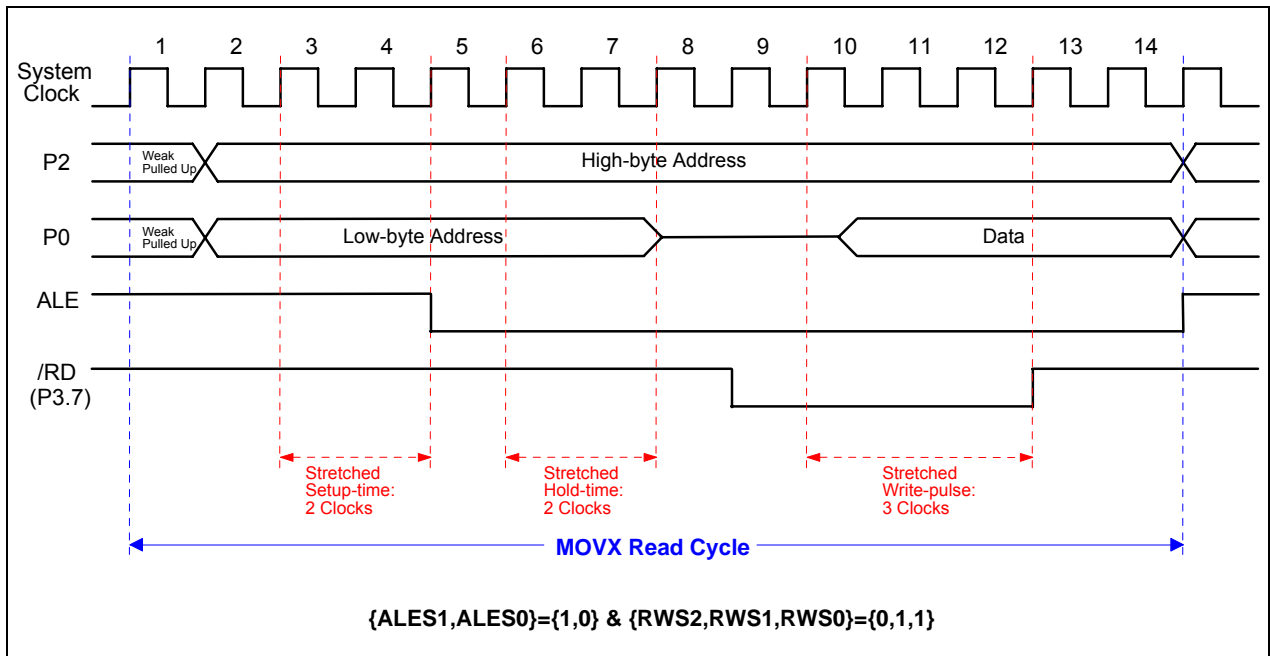 1 2 3 4 5 6 7 8 9 10 11 12 13 14
System
Clock
P2
Weak
Pulled Up
High-byte Address
P0
Weak
Pulled Up
Low-byte Address
Data
ALE
/RD
(P3.7)
Stretched
Setup-time:
2 Clocks
Stretched
Hold-time:
2 Clocks
Stretched
Write-pulse:
3 Clocks
MOVX Read Cycle
{ALES1,ALES0}={1,0} & {RWS2,RWS1,RWS0}={0,1,1}